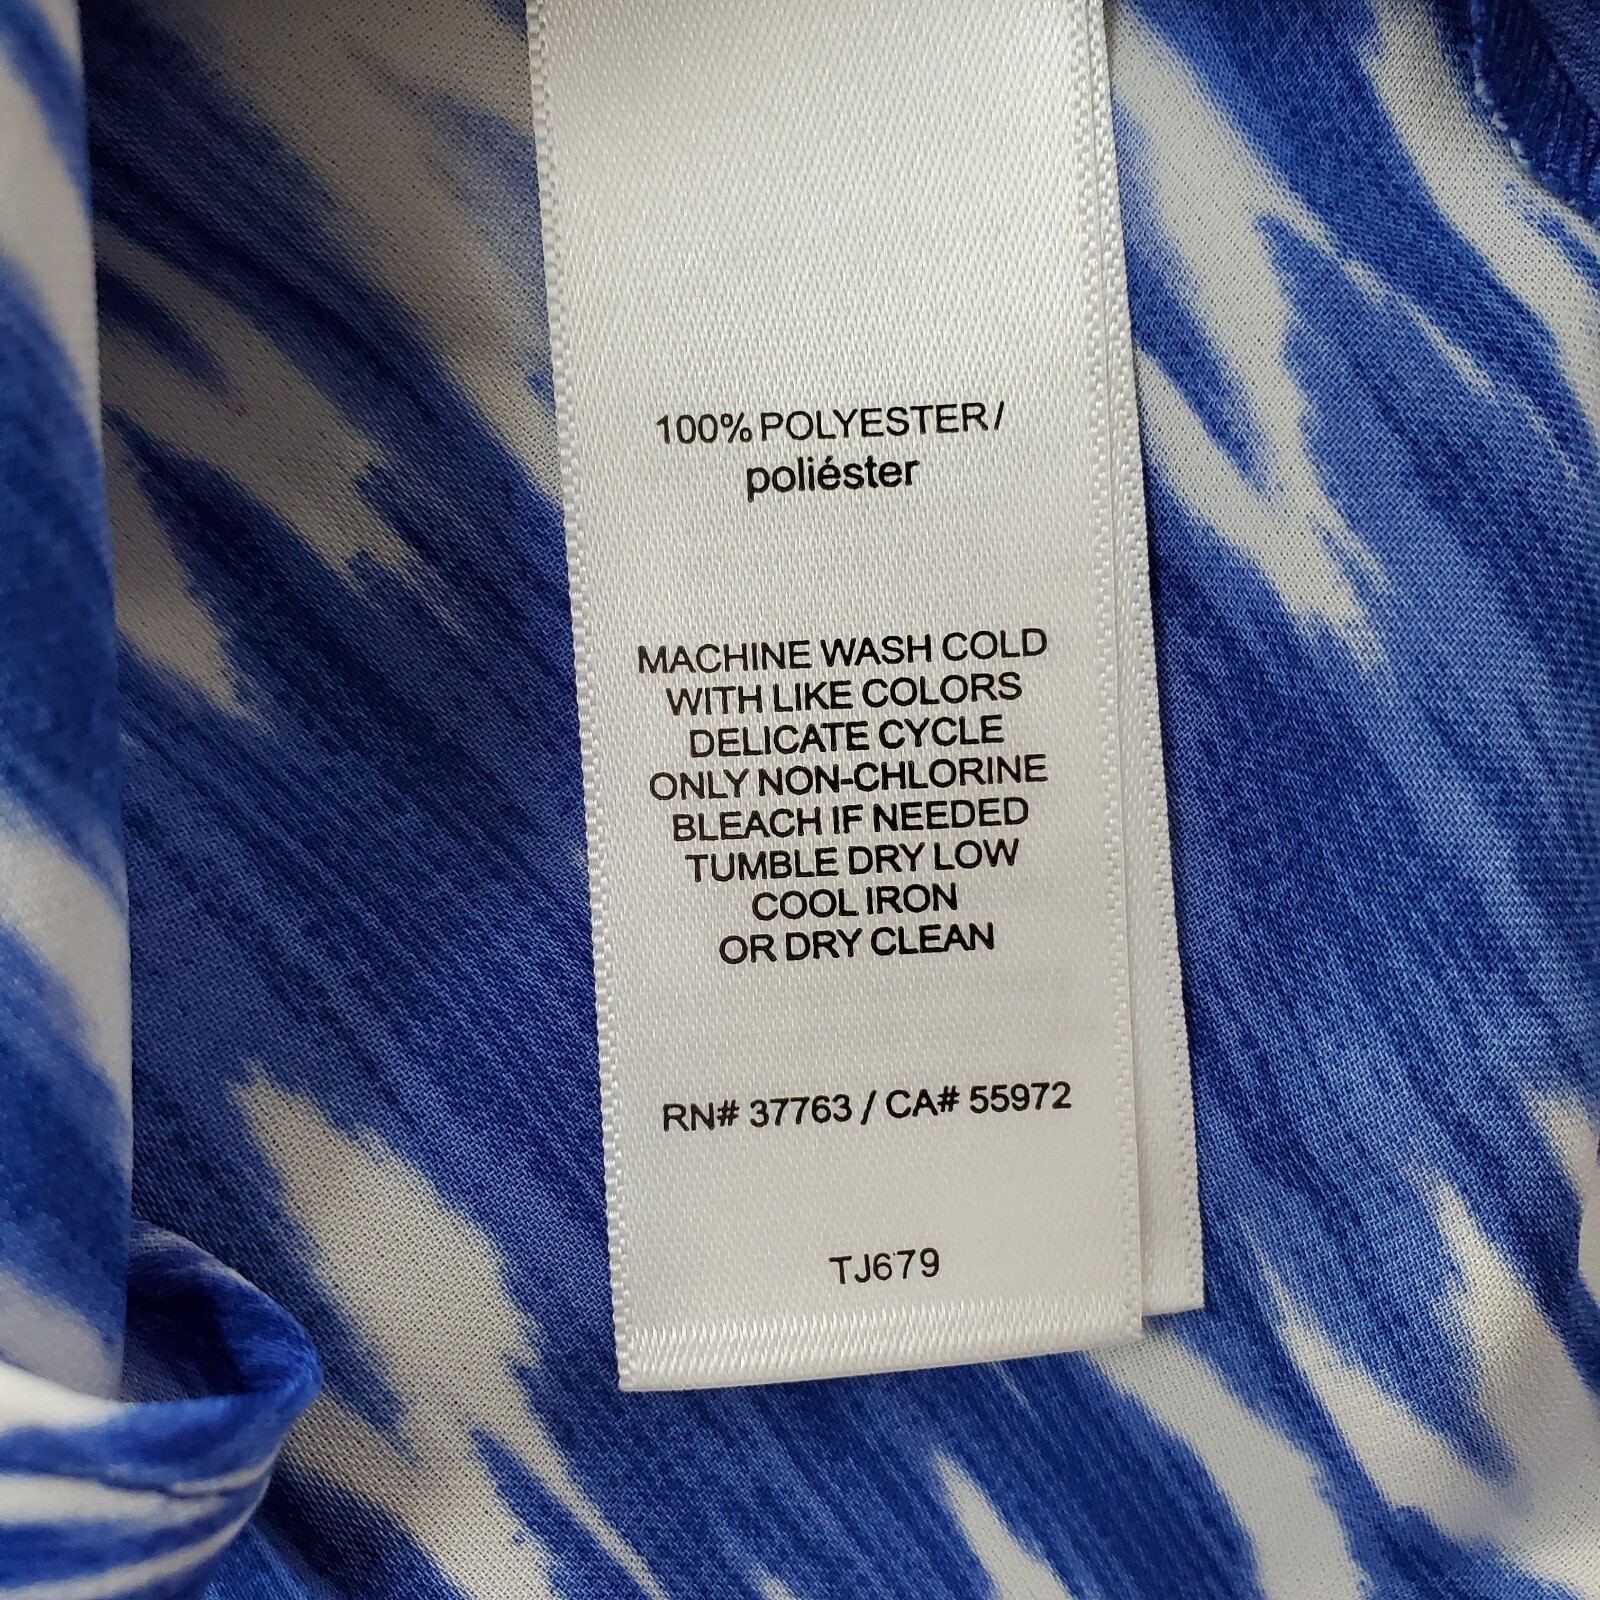 100% POLYESTER /
poliéster
MACHINE WASH COLD
WITH LIKE COLORS
DELICATE CYCLE
ONLY NON-CHLORINE
BLEACH IF NEEDED
TUMBLE DRY LOW
COOL IRON
OR DRY CLEAN
RN# 37763 / CA# 55972
TJ679